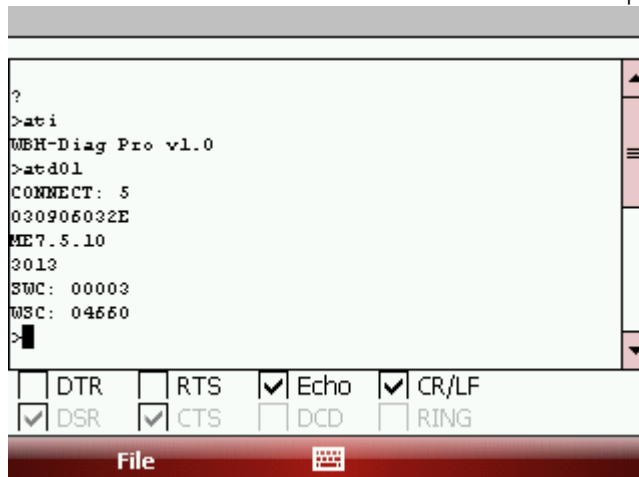 ?
>ati
WBH-Diag Pro v1.0
>atd01
CONNECT: 5
030906032E
ME7.5.10
3013
SWC: 00003
WSC: 04660
>
DTR RTS Echo CR/LF
DSR CTS DCD RING
File